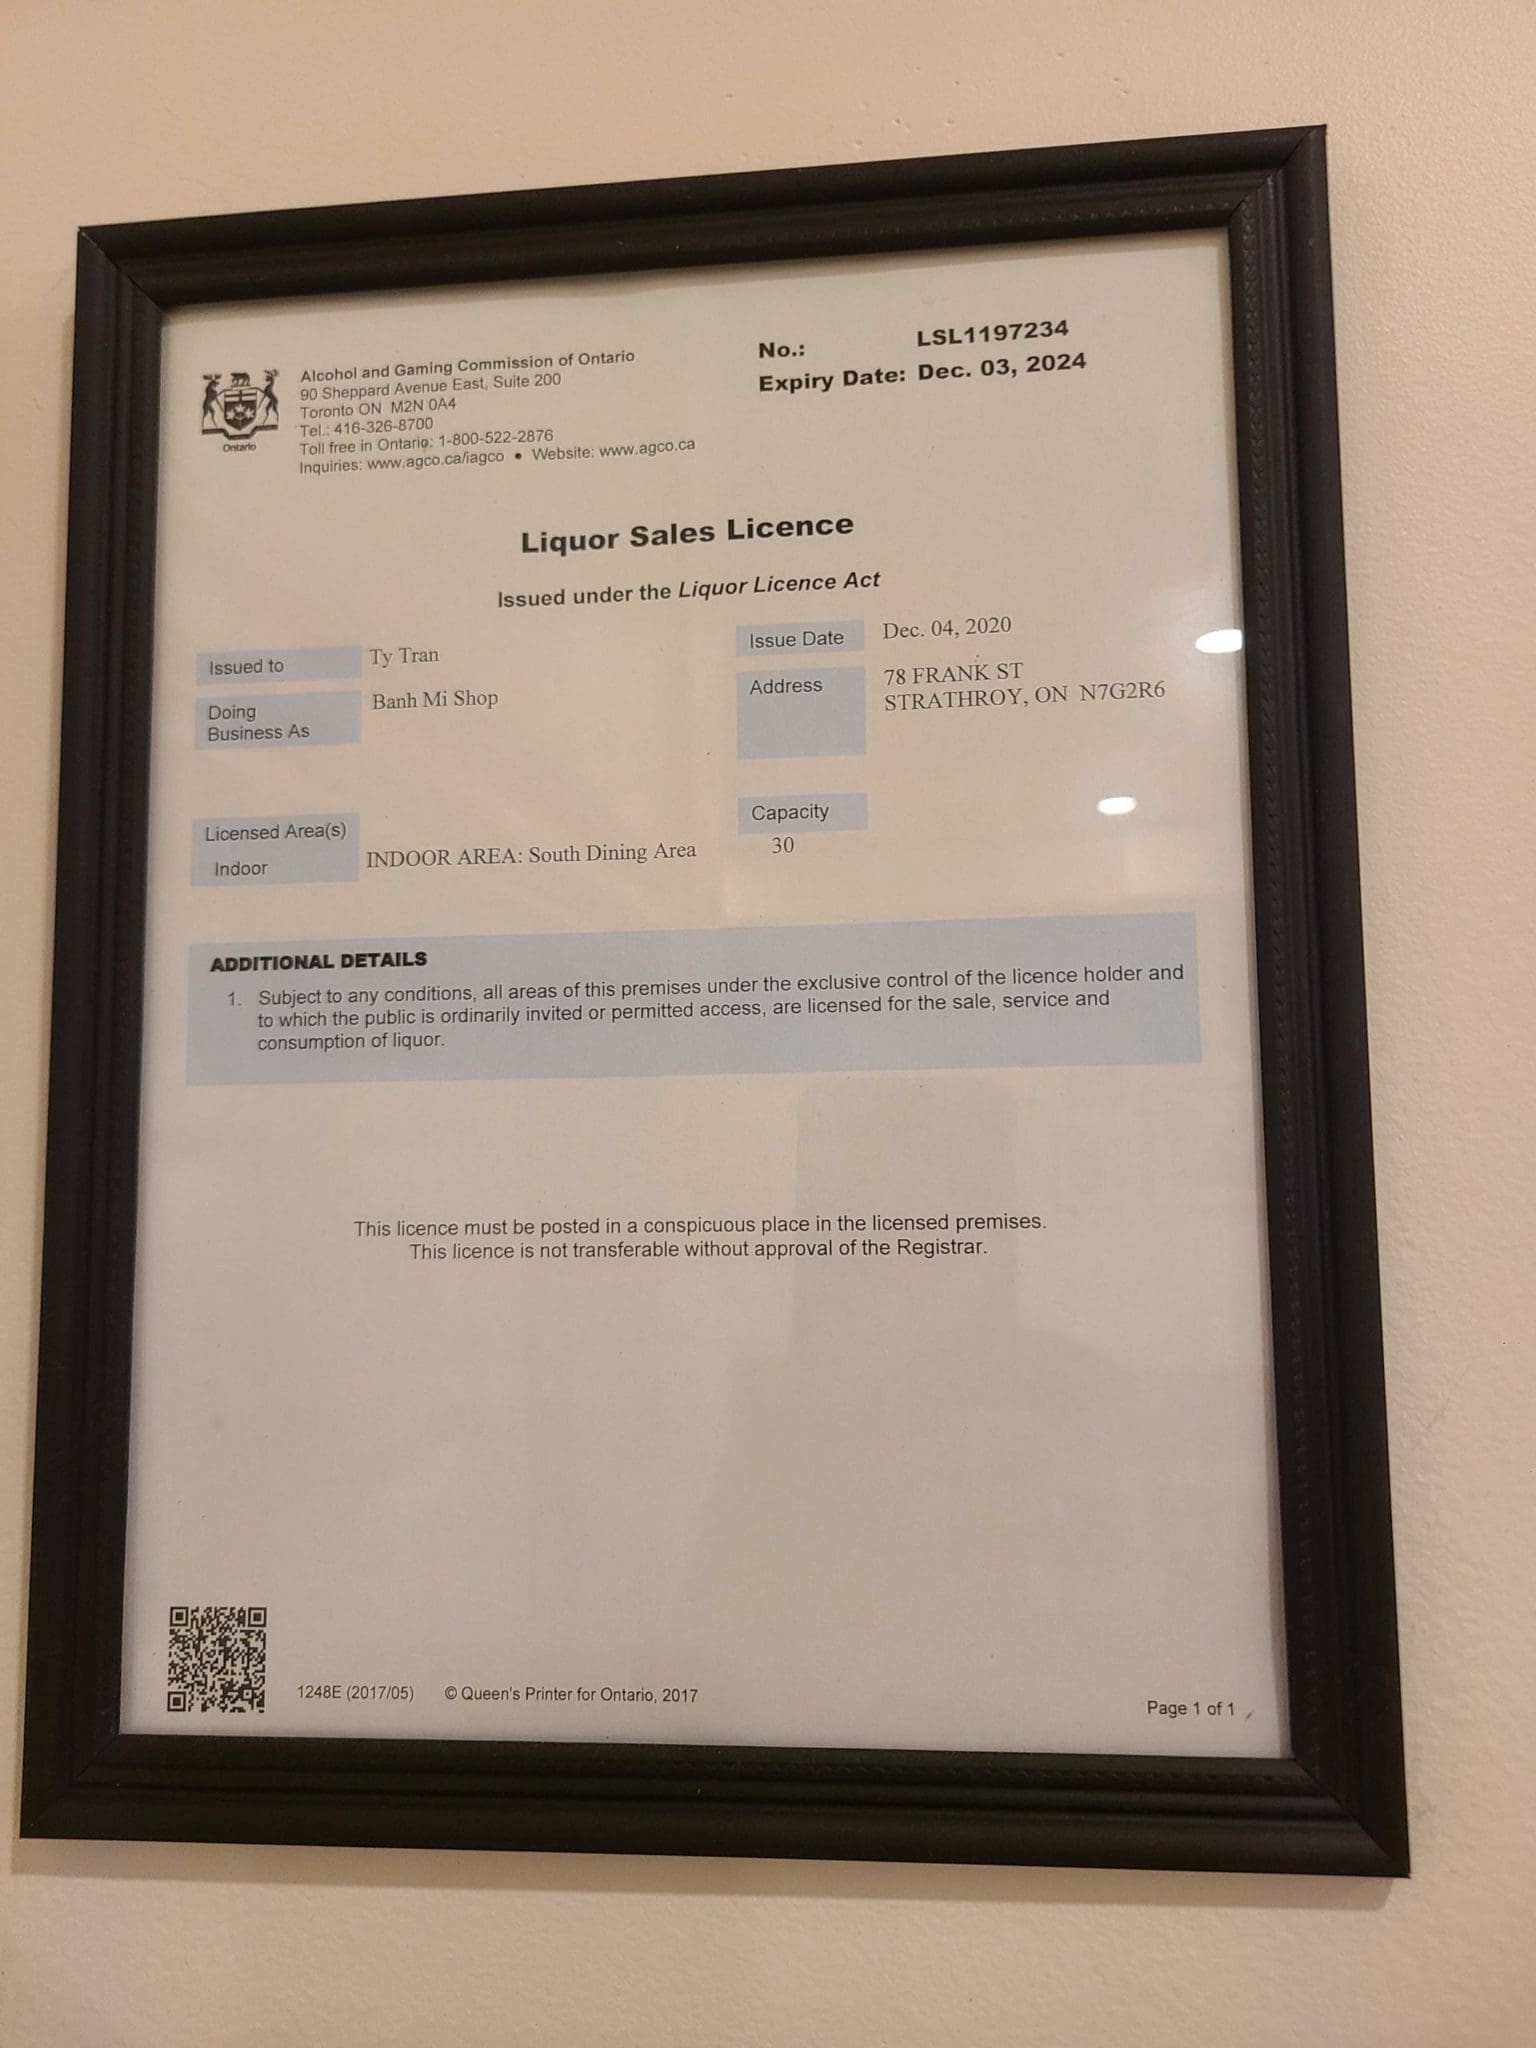 Ontario
Alcohol and Gaming Commission of Ontario
90 Sheppard Avenue East, Suite 200
Toronto ON M2N 0A4
Tel.: 416-326-8700
Toll free in Ontario: 1-800-522-2876
Inquiries: www.agco.ca/iagco • Website: www.agco.ca
No.: LSL1197234
Expiry Date: Dec. 03, 2024
Liquor Sales Licence
Issued under the Liquor Licence Act
Issued to Ty Tran
Doing
Business As Banh Mi Shop
Issue Date Dec. 04, 2020
Address 78 FRANK ST
STRATHROY, ON N7G2R6
Licensed Area(s) Capacity
Indoor INDOOR AREA: South Dining Area 30
ADDITIONAL DETAILS
1. Subject to any conditions, all areas of this premises under the exclusive control of the licence holder and
to which the public is ordinarily invited or permitted access, are licensed for the sale, service and
consumption of liquor.
This licence must be posted in a conspicuous place in the licensed premises.
This licence is not transferable without approval of the Registrar.
1248E (2017/05) © Queen's Printer for Ontario, 2017
Page 1 of 1